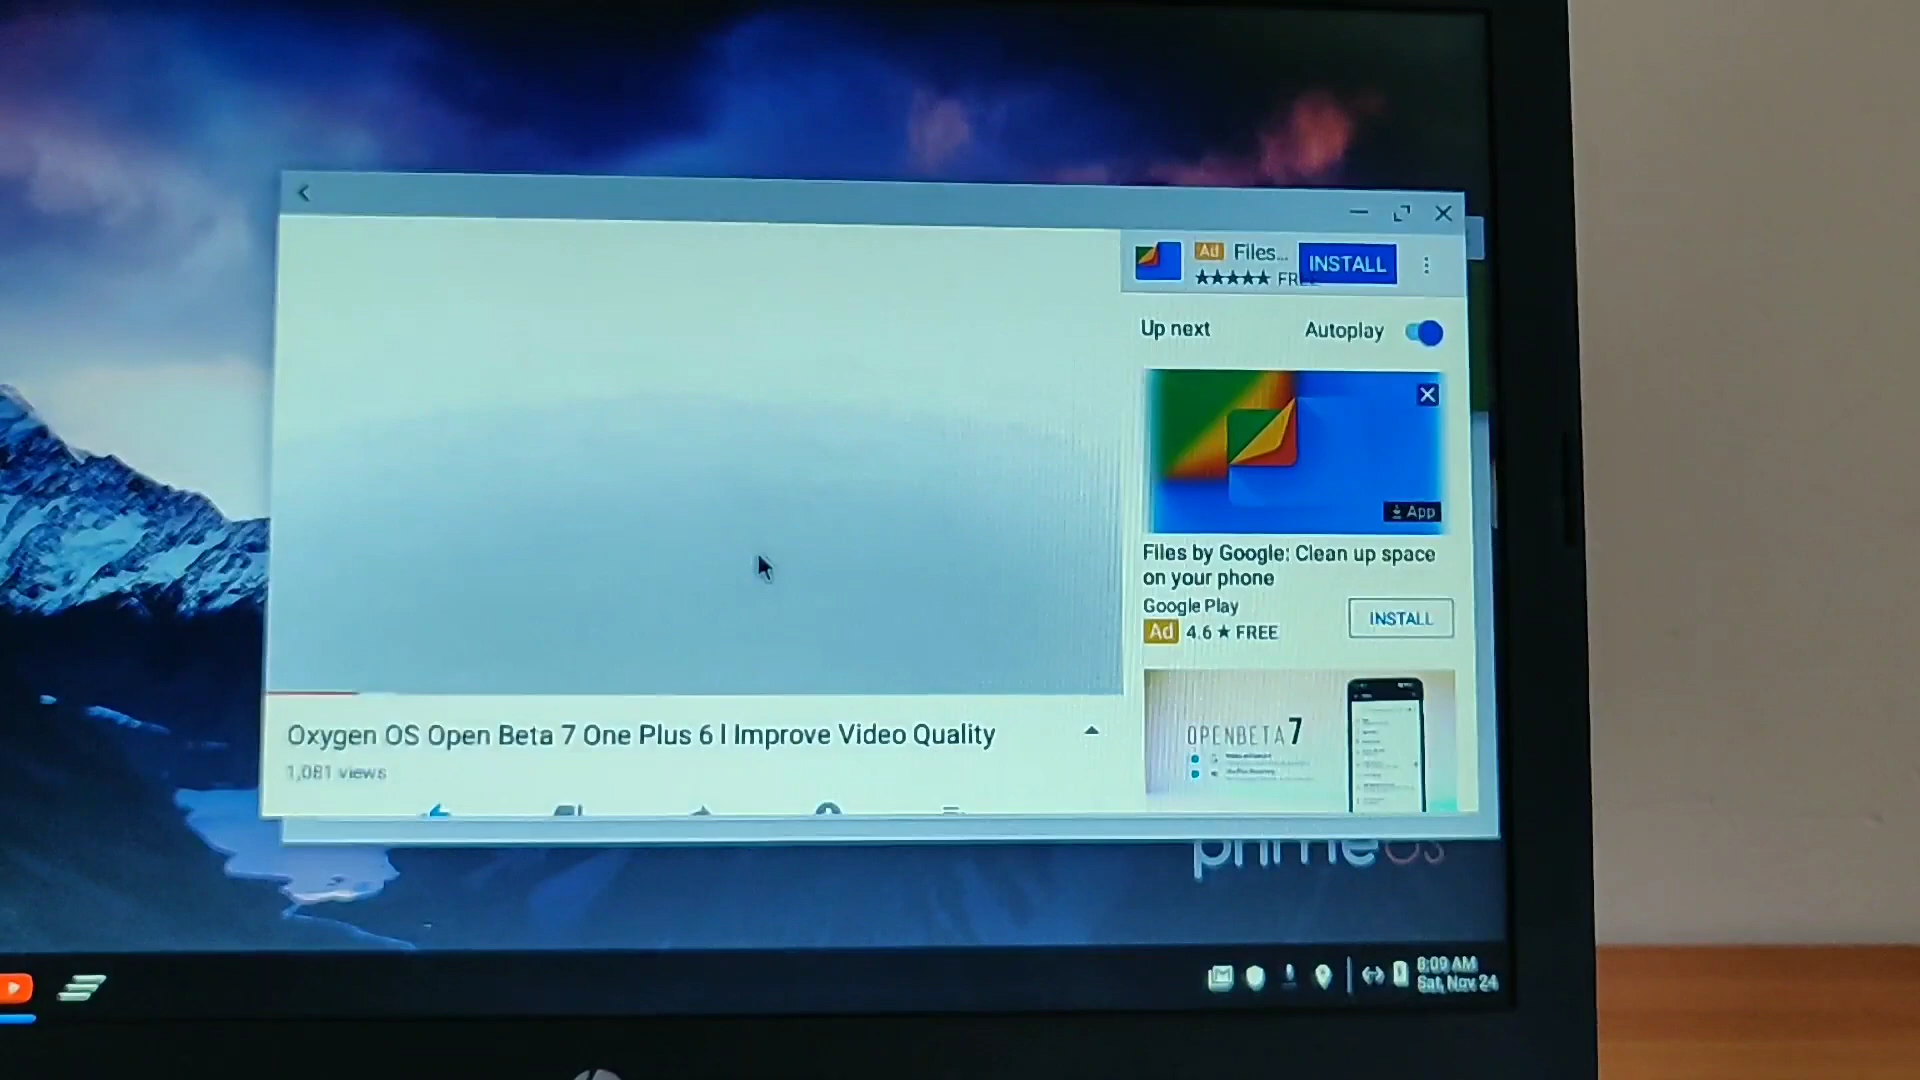 Ad Files...
INSTALL
★★★★★ FREE
Up next
Autoplay
App
Files by Google: Clean up space
on your phone
Google Play
INSTALL
Ad 4.6 ★ FREE
OPENBETA 7
Oxygen OS Open Beta 7 One Plus 6 l Improve Video Quality
1,081 views
primeOS
8:09 AM
Sat, Nov 24